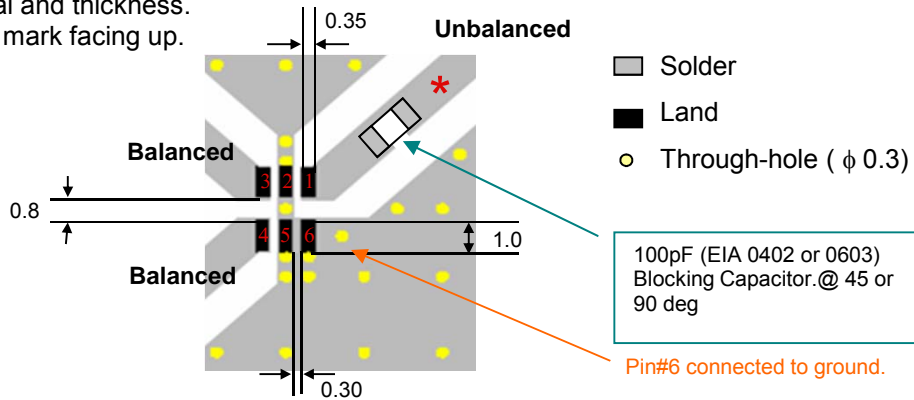 al and thickness.
mark facing up.
0.35
Unbalanced
*
Solder
Land
Through-hole ( ϕ 0.3)
Balanced
3 2 1
0.8
4 5 6
1.0
Balanced
100pF (EIA 0402 or 0603)
Blocking Capacitor.@ 45 or
90 deg
Pin#6 connected to ground.
0.30